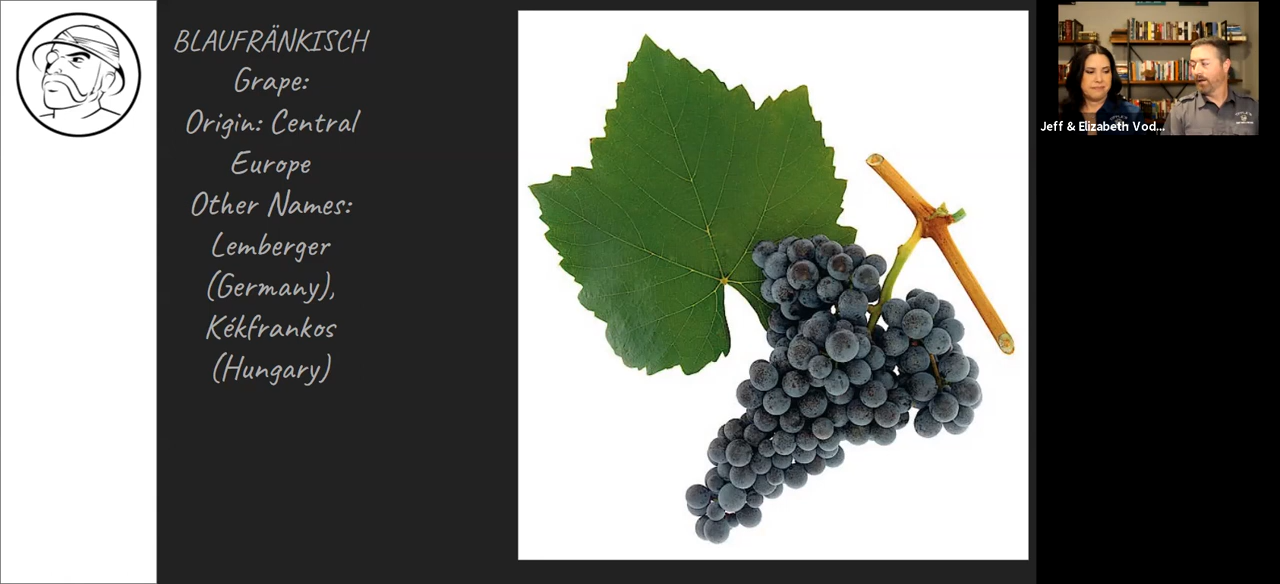 BLAUFRÄNKISCH
Grape:
Origin: Central
Europe
Other Names:
Lemberger
(Germany),
Kékfrankos
(Hungary)
Jeff & Elizabeth Vod...